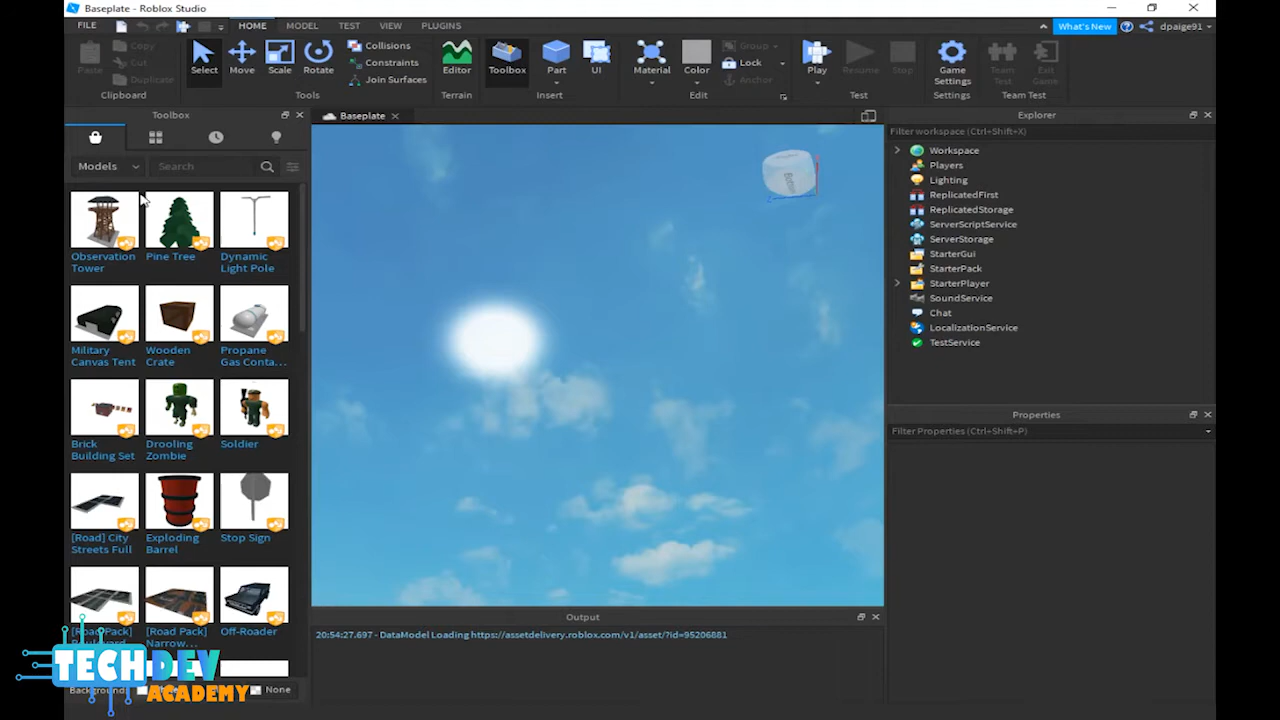 Baseplate - Roblox Studio
FILE HOME MODEL TEST VIEW PLUGINS What's New dpaige91
Paste Copy Cut Duplicate Select Move Scale Rotate Collisions Constraints Join Surfaces Editor Toolbox Part UI Material Color Group Lock Anchor Play Resume Stop Game Settings Team Test Exit Game
Clipboard Tools Terrain Insert Edit Test Settings Team Test
Toolbox
Models Search
Observation Tower
Pine Tree
Dynamic Light Pole
Military Canvas Tent
Wooden Crate
Propane Gas Conta...
Brick Building Set
Drooling Zombie
Soldier
[Road] City Streets Full
Exploding Barrel
Stop Sign
[Road Pack]
[Road Pack] Narrow...
Off-Roader
Background: None
TECHDEV
ACADEMY
Baseplate
Output
20:54:27.697 - DataModel Loading https://assetdelivery.roblox.com/v1/asset/?id=95206881
Explorer
Filter workspace (Ctrl+Shift+X)
Workspace
Players
Lighting
ReplicatedFirst
ReplicatedStorage
ServerScriptService
ServerStorage
StarterGui
StarterPack
StarterPlayer
SoundService
Chat
LocalizationService
TestService
Properties
Filter Properties (Ctrl+Shift+P)